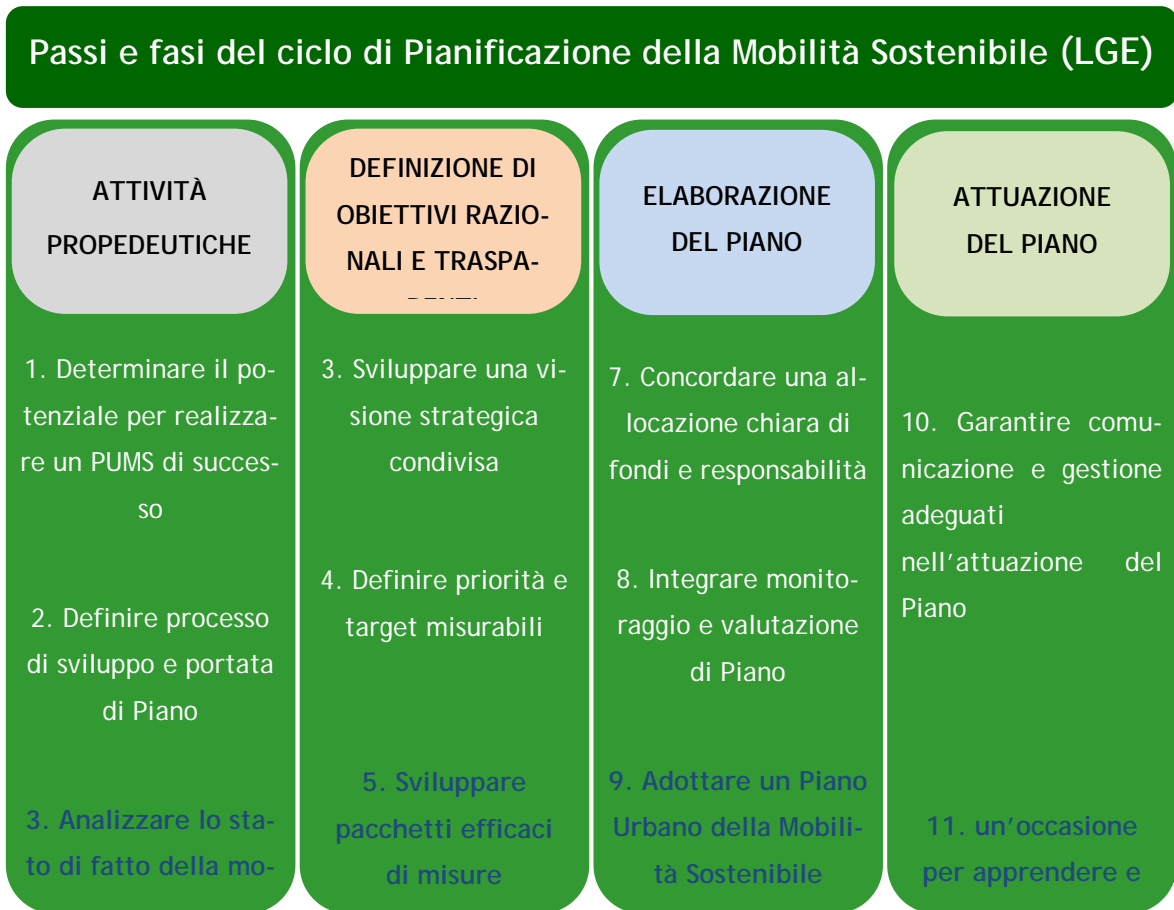 Passi e fasi del ciclo di Pianificazione della Mobilità Sostenibile (LGE)
ATTIVITÀ
PROPEDEUTICHE
1. Determinare il po-
tenziale per realizza-
re un PUMS di succes-
so
2. Definire processo
di sviluppo e portata
di Piano
3. Analizzare lo sta-
to di fatto della mo-
DEFINIZIONE DI
OBIETTIVI RAZIO-
NALI E TRASPA-
3. Sviluppare una vi-
sione strategica
condivisa
4. Definire priorità e
target misurabili
5. Sviluppare
pacchetti efficaci
di misure
ELABORAZIONE
DEL PIANO
7. Concordare una al-
locazione chiara di
fondi e responsabilità
8. Integrare monito-
raggio e valutazione
di Piano
9. Adottare un Piano
Urbano della Mobili-
tà Sostenibile
ATTUAZIONE
DEL PIANO
10. Garantire comu-
nicazione e gestione
adeguati
nell'attuazione del
Piano
11. un'occasione
per apprendere e